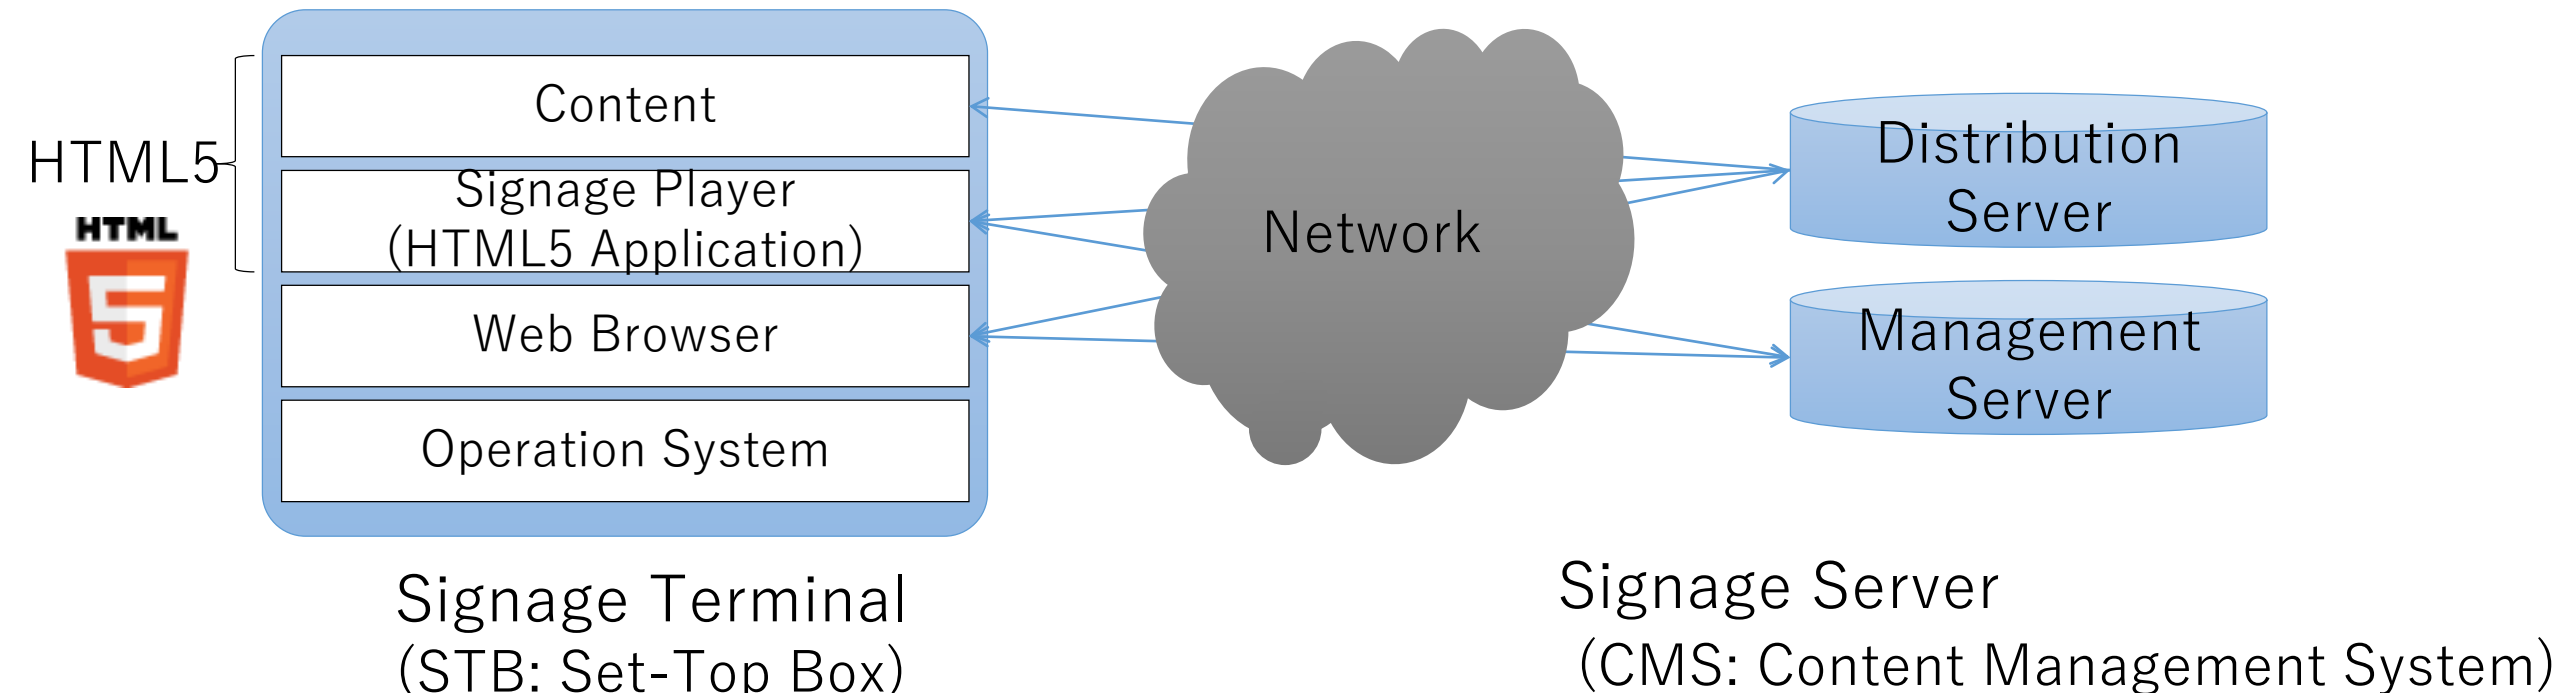 HTML5
HTML
5
Content
Signage Player
(HTML5 Application)
Web Browser
Operation System
Signage Terminal
(STB: Set-Top Box)
Network
Distribution
Server
Management
Server
Signage Server
(CMS: Content Management System)